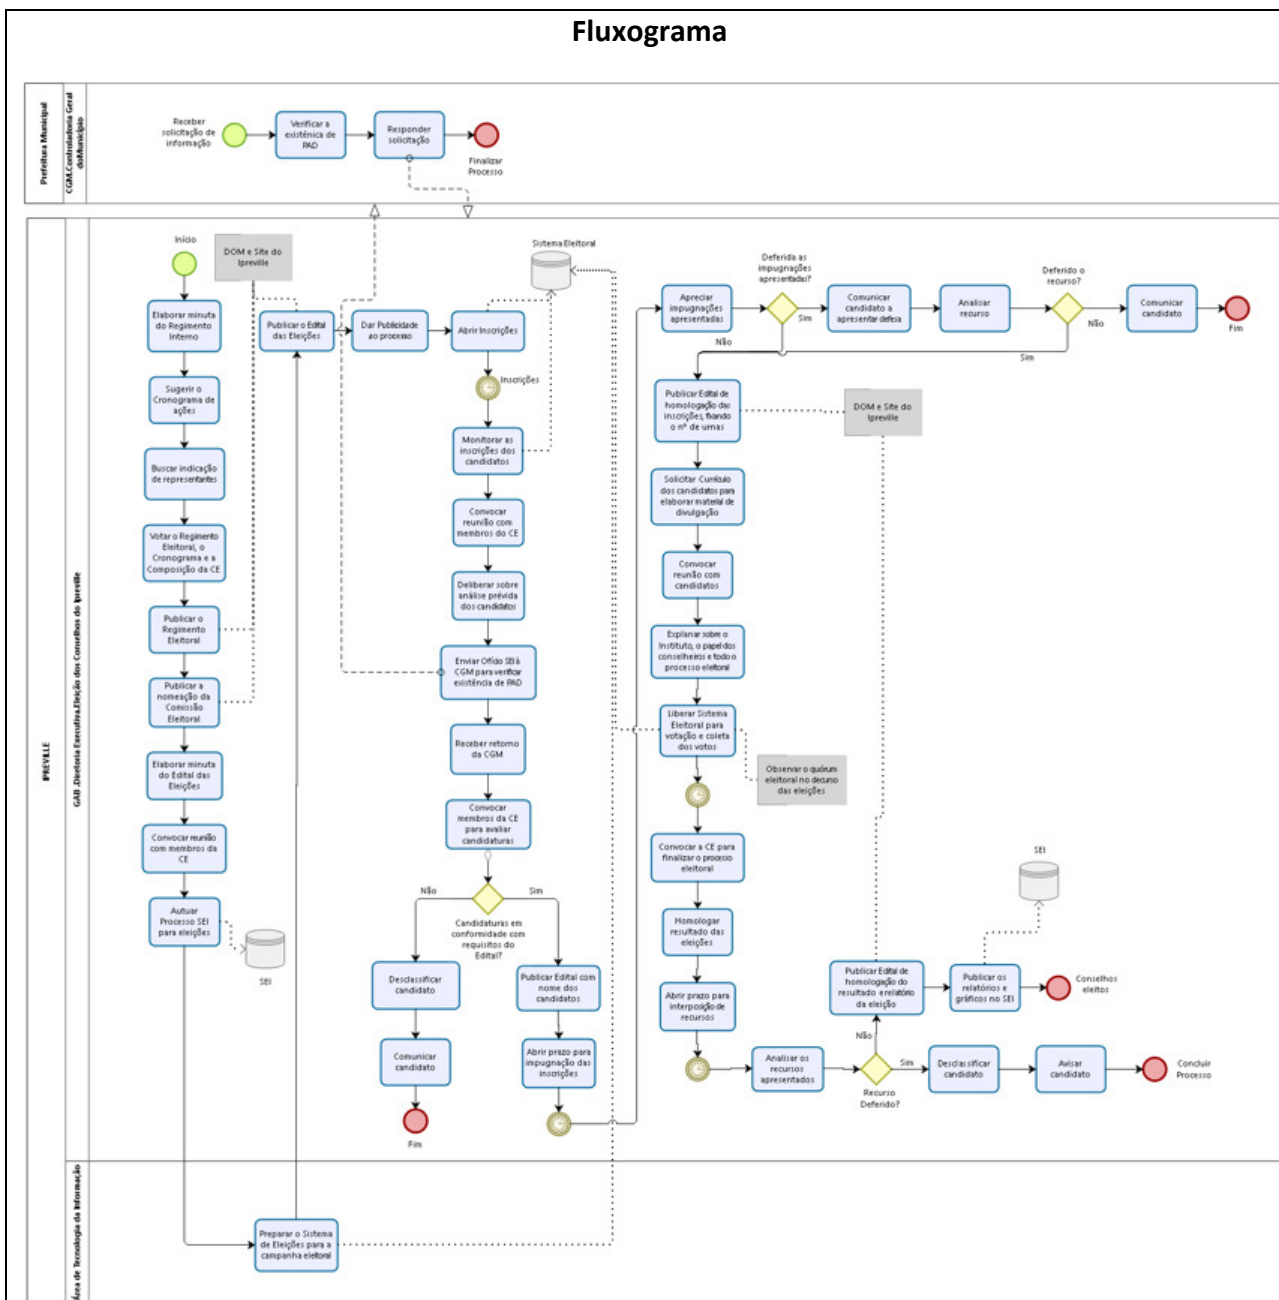 Fluxograma
Prefeitura Municipal
CGM.Controladoria Geral
doMunicípio
Receber
solicitação de
informação
Verificar a
existênica de
PAD
Responder
solicitação
Finalizar
Processo
IPREVILLE
GAB .Diretoria Executiva.Eleição dos Conselhos do Ipreville
Início
DOM e Site do
Ipreville
Elaborar minuta
do Regimento
Interno
Sugerir o
Cronograma de
ações
Buscar indicação
de representantes
Votar o Regimento
Eleitoral, o
Cronograma e a
Composição da CE
Publicar o
Regimento
Eleitoral
Publicar a
nomeação da
Comissão
Eleitoral
Elaborar minuta
do Edital das
Eleições
Convocar reunião
com membros da
CE
Autuar
Processo SEI
para eleições
SEI
Publicar o Edital
das Eleições
Dar Publicidade
ao processo
Abrir Inscrições
Sistema Eleitoral
Inscrições
Monitorar as
inscrições dos
candidatos
Convocar
reunião com
membros do CE
Deliberar sobre
análise prévida
dos candidatos
Enviar Ofído SEI à
CGM para verificar
existência de PAD
Receber retorno
da CGM
Convocar
membros da CE
para avaliar
candidaturas
Não
Sim
Candidaturas em
conformidade com
requisitos do
Edital?
Desclassificar
candidato
Comunicar
candidato
Fim
Publicar Edital com
nome dos
candidatos
Abrir prazo para
impugnação das
inscrições
Apreciar
impugnações
apresentadas
Deferida as
impugnações
apresentadas?
Sim
Não
Comunicar
candidato a
apresentar defesa
Analisar
recurso
Deferido o
recurso?
Não
Sim
Comunicar
candidato
Fim
Publicar Edital de
homologação das
inscrições, fixando
o nº de urnas
DOM e Site do
Ipreville
Solicitar Currículo
dos candidatos para
elaborar material de
divulgação
Convocar
reunião com
candidatos
Explanar sobre o
Instituto, o papel dos
conselheiros e todo o
processo eleitoral
Liberar Sistema
Eleitoral para
votação e coleta
dos votos
Observar o quórum
eleitoral no decurso
das eleições
Convocar a CE para
finalizar o processo
eleitoral
Homologar
resultado das
eleições
Abrir prazo para
interposição de
recursos
Analisar os
recursos
apresentados
Recurso
Deferido?
Não
Sim
Publicar Edital de
homologação do
resultado e relatório
da eleição
Publicar os
relatórios e
gráficos no SEI
SEI
Conselhos
eleitos
Desclassificar
candidato
Avisar
candidato
Concluir
Processo
Área de Tecnologia da Informação
Preparar o Sistema
de Eleições para a
campanha eleitoral